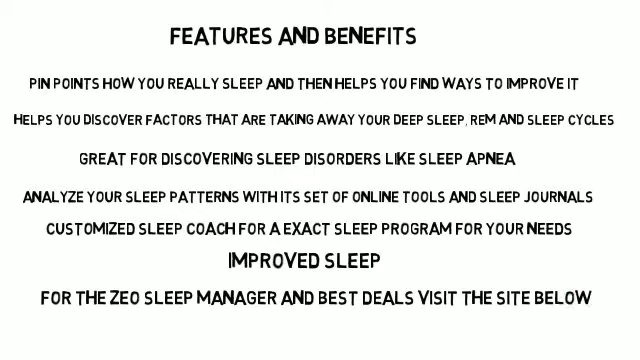 FEATURES AND BENEFITS
PIN POINTS HOW YOU REALLY SLEEP AND THEN HELPS YOU FIND WAYS TO IMPROVE IT
HELPS YOU DISCOVER FACTORS THAT ARE TAKING AWAY YOUR DEEP SLEEP, REM AND SLEEP CYCLES
GREAT FOR DISCOVERING SLEEP DISORDERS LIKE SLEEP APNEA
ANALYZE YOUR SLEEP PATTERNS WITH ITS SET OF ONLINE TOOLS AND SLEEP JOURNALS
CUSTOMIZED SLEEP COACH FOR A EXACT SLEEP PROGRAM FOR YOUR NEEDS
IMPROVED SLEEP
FOR THE ZEO SLEEP MANAGER AND BEST DEALS VISIT THE SITE BELOW